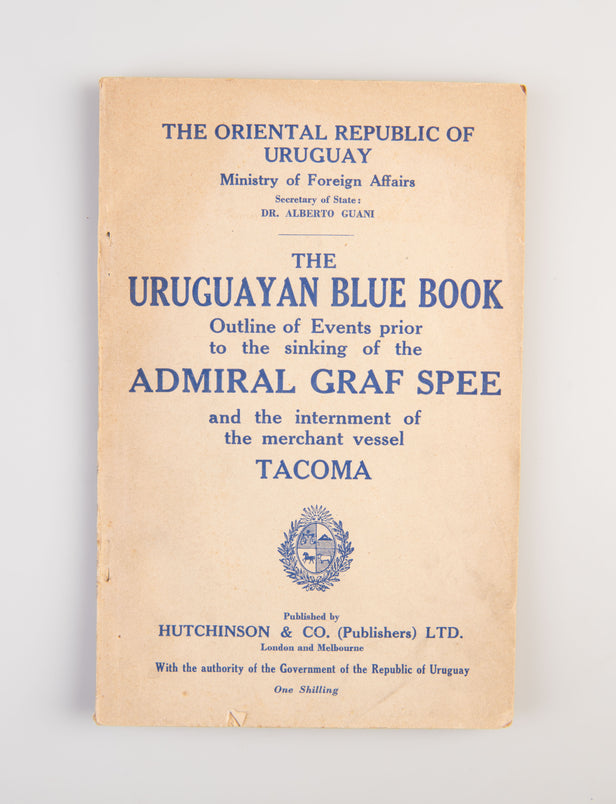 THE ORIENTAL REPUBLIC OF
URUGUAY
Ministry of Foreign Affairs
Secretary of State:
DR. ALBERTO GUANI
THE
URUGUAYAN BLUE BOOK
Outline of Events prior
to the sinking of the
ADMIRAL GRAF SPEE
and the internment of
the merchant vessel
TACOMA
Published by
HUTCHINSON & CO. (Publishers) LTD.
London and Melbourne
With the authority of the Government of the Republic of Uruguay
One Shilling